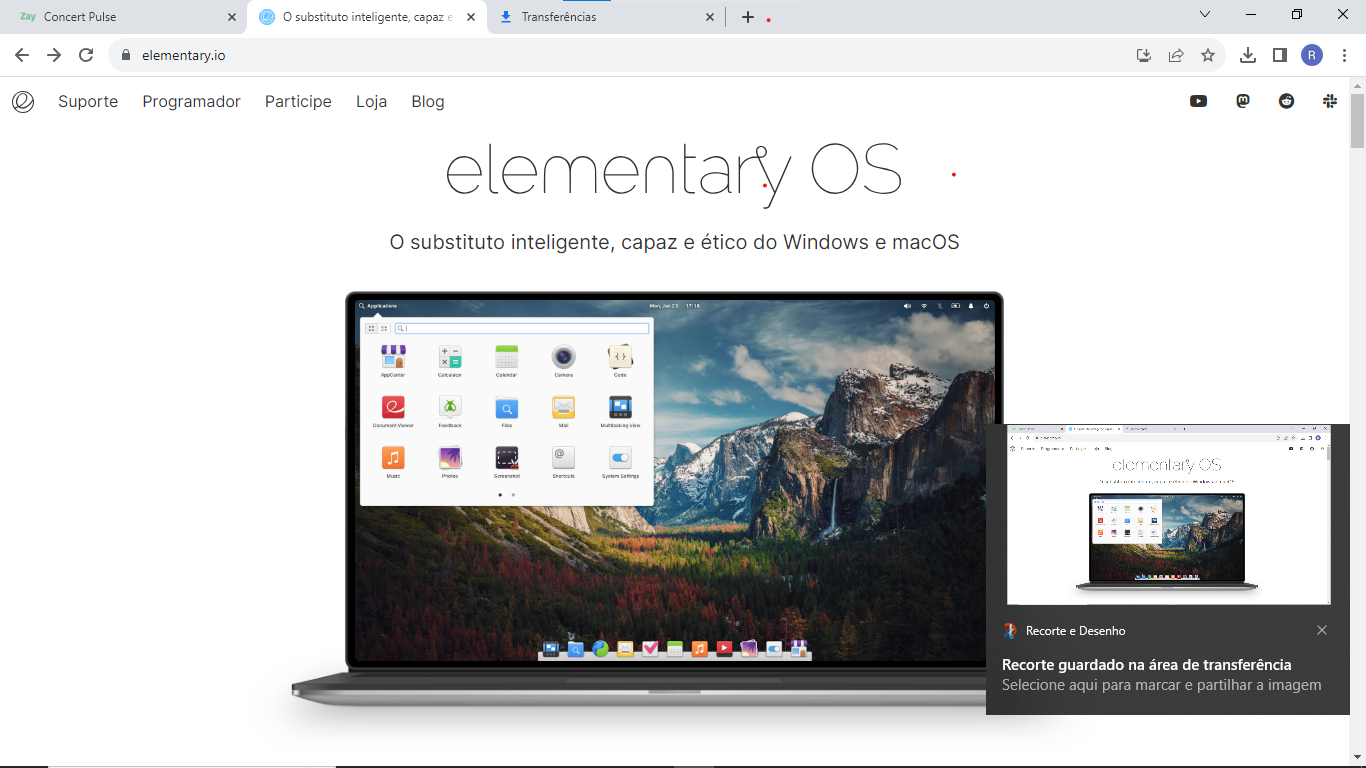 Zay Concert Pulse
O substituto inteligente, capaz e
Transferências
elementary.io
R
Suporte Programador Participe Loja Blog
elementary OS
O substituto inteligente, capaz e ético do Windows e macOS
Applications Mon, Jan 23 17:18
AppCenter Calculator Calendar Camera Code
Document Viewer Feedback Files Mail Multitasking View
Music Photos Screenshot Shortcuts System Settings
elementary OS
Recorte e Desenho
Recorte guardado na área de transferência
Selecione aqui para marcar e partilhar a imagem